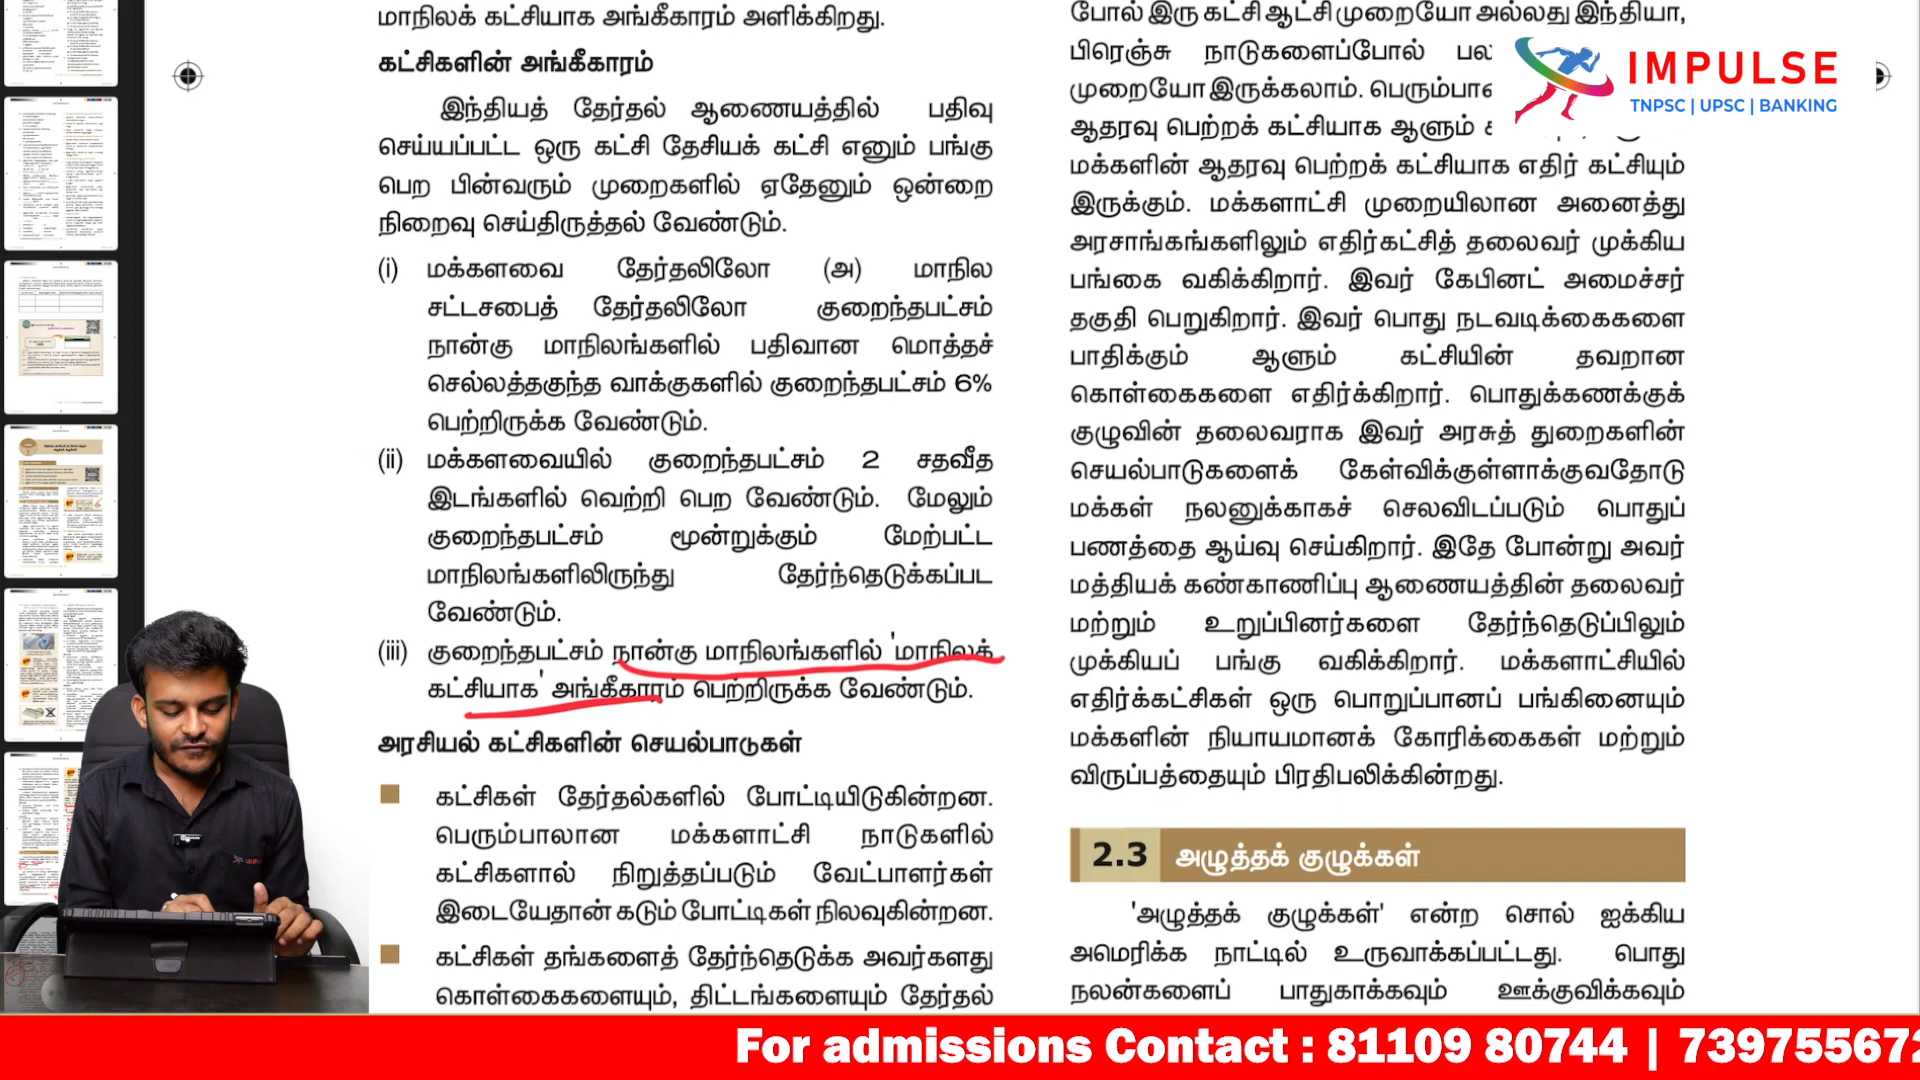 மாநிலக் கட்சியாக அங்கீகாரம் அளிக்கிறது.
கட்சிகளின் அங்கீகாரம்
இந்தியத் தேர்தல் ஆணையத்தில் பதிவு
செய்யப்பட்ட ஒரு கட்சி தேசியக் கட்சி எனும் பங்கு
பெற பின்வரும் முறைகளில் ஏதேனும் ஒன்றை
நிறைவு செய்திருத்தல் வேண்டும்.
(i) மக்களவை தேர்தலிலோ (அ) மாநில
சட்டசபைத் தேர்தலிலோ குறைந்தபட்சம்
நான்கு மாநிலங்களில் பதிவான மொத்தச்
செல்லத்தகுந்த வாக்குகளில் குறைந்தபட்சம் 6%
பெற்றிருக்க வேண்டும்.
(ii) மக்களவையில் குறைந்தபட்சம் 2 சதவீத
இடங்களில் வெற்றி பெற வேண்டும். மேலும்
குறைந்தபட்சம் மூன்றுக்கும் மேற்பட்ட
மாநிலங்களிலிருந்து தேர்ந்தெடுக்கப்பட
வேண்டும்.
(iii) குறைந்தபட்சம் நான்கு மாநிலங்களில் 'மாநிலக்
கட்சியாக' அங்கீகாரம் பெற்றிருக்க வேண்டும்.
அரசியல் கட்சிகளின் செயல்பாடுகள்
கட்சிகள் தேர்தல்களில் போட்டியிடுகின்றன.
பெரும்பாலான மக்களாட்சி நாடுகளில்
கட்சிகளால் நிறுத்தப்படும் வேட்பாளர்கள்
இடையேதான் கடும் போட்டிகள் நிலவுகின்றன.
கட்சிகள் தங்களைத் தேர்ந்தெடுக்க அவர்களது
கொள்கைகளையும், திட்டங்களையும் தேர்தல்
போல் இரு கட்சி ஆட்சி முறையோ அல்லது இந்தியா,
பிரெஞ்சு நாடுகளைப்போல்
முறையோ இருக்கலாம்.
ஆதரவு பெற்றக் கட்சியாக ஆளும்
மக்களின் ஆதரவு பெற்றக் கட்சியாக எதிர் கட்சியும்
இருக்கும். மக்களாட்சி முறையிலான அனைத்து
அரசாங்கங்களிலும் எதிர்கட்சித் தலைவர் முக்கிய
பங்கை வகிக்கிறார். இவர் கேபினட் அமைச்சர்
தகுதி பெறுகிறார். இவர் பொது நடவடிக்கைகளை
பாதிக்கும் ஆளும் கட்சியின் தவறான
கொள்கைகளை எதிர்க்கிறார். பொதுக்கணக்குக்
குழுவின் தலைவராக இவர் அரசுத் துறைகளின்
செயல்பாடுகளைக் கேள்விக்குள்ளாக்குவதோடு
மக்கள் நலனுக்காகச் செலவிடப்படும் பொதுப்
பணத்தை ஆய்வு செய்கிறார். இதே போன்று அவர்
மத்தியக் கண்காணிப்பு ஆணையத்தின் தலைவர்
மற்றும் உறுப்பினர்களை தேர்ந்தெடுப்பிலும்
முக்கியப் பங்கு வகிக்கிறார். மக்களாட்சியில்
எதிர்க்கட்சிகள் ஒரு பொறுப்பானப் பங்கினையும்
மக்களின் நியாயமானக் கோரிக்கைகள் மற்றும்
விருப்பத்தையும் பிரதிபலிக்கின்றது.
2.3 அழுத்தக் குழுக்கள்
'அழுத்தக் குழுக்கள்' என்ற சொல் ஐக்கிய
அமெரிக்க நாட்டில் உருவாக்கப்பட்டது. பொது
நலன்களைப் பாதுகாக்கவும் ஊக்குவிக்கவும்
IMPULSE
TNPSC | UPSC | BANKING
For admissions Contact : 81109 80744 | 739755672